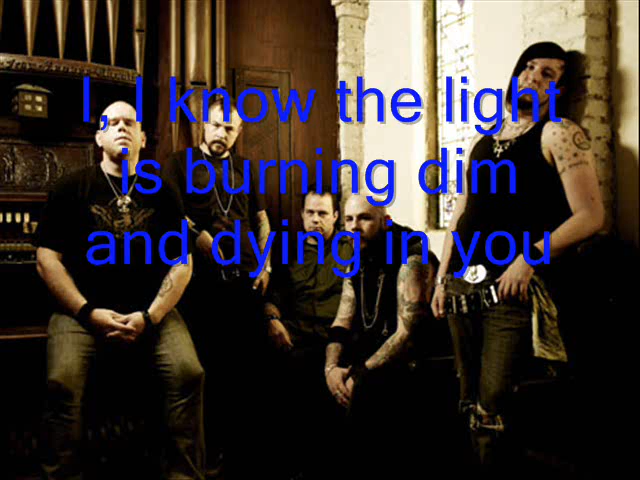 I, I know the light
is burning dim
and dying in you